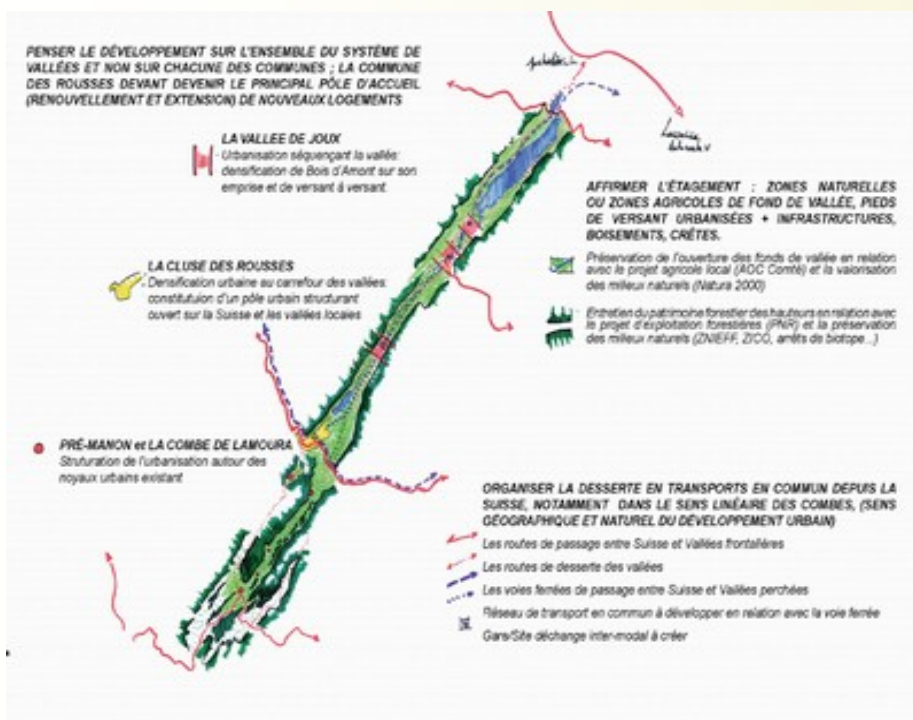 PENSER LE DÉVELOPPEMENT SUR L'ENSEMBLE DU SYSTÈME DE
VALLÉES ET NON SUR CHACUNE DES COMMUNES ; LA COMMUNE
DES ROUSSES DEVANT DEVENIR LE PRINCIPAL PÔLE D'ACCUEIL
(RENOUVELLEMENT ET EXTENSION) DE NOUVEAUX LOGEMENTS
LA VALLEE DE JOUX
- Urbanisation séquençant la vallée:
densification de Bois d'Amont sur son
emprise et de versant à versant.
LA CLUSE DES ROUSSES
- Densification urbaine au carrefour des vallées:
constitutuion d'un pôle urbain structurant
ouvert sur la Suisse et les vallées locales
PRÉ-MANON et LA COMBE DE LAMOURA
Struturation de l'urbanisation autour des
noyaux urbains existant
AFFIRMER L'ÉTAGEMENT : ZONES NATURELLES
OU ZONES AGRICOLES DE FOND DE VALLÉE, PIEDS
DE VERSANT URBANISÉES + INFRASTRUCTURES,
BOISEMENTS, CRÊTES.
Préservation de l'ouverture des fonds de vallée en relation
avec le projet agricole local (AOC Comté) et la valorisation
des milieux naturels (Natura 2000)
Entretien du patrimoine forestier des hauteurs en relation avec
le projet d'exploitation forestières (PNR) et la préservation
des milieux naturels (ZNIEFF, ZICO, arrêts de biotope...)
ORGANISER LA DESSERTE EN TRANSPORTS EN COMMUN DEPUIS LA
SUISSE, NOTAMMENT DANS LE SENS LINÉAIRE DES COMBES, (SENS
GÉOGRAPHIQUE ET NATUREL DU DÉVELOPPEMENT URBAIN)
Les routes de passage entre Suisse et Vallées frontallières
Les routes de desserte des vallées
Les voies ferrées de passage entre Suisse et Vallées perchées
Réseau de transport en commun à développer en relation avec la voie ferrée
Gare/Site déchange inter-modal à créer